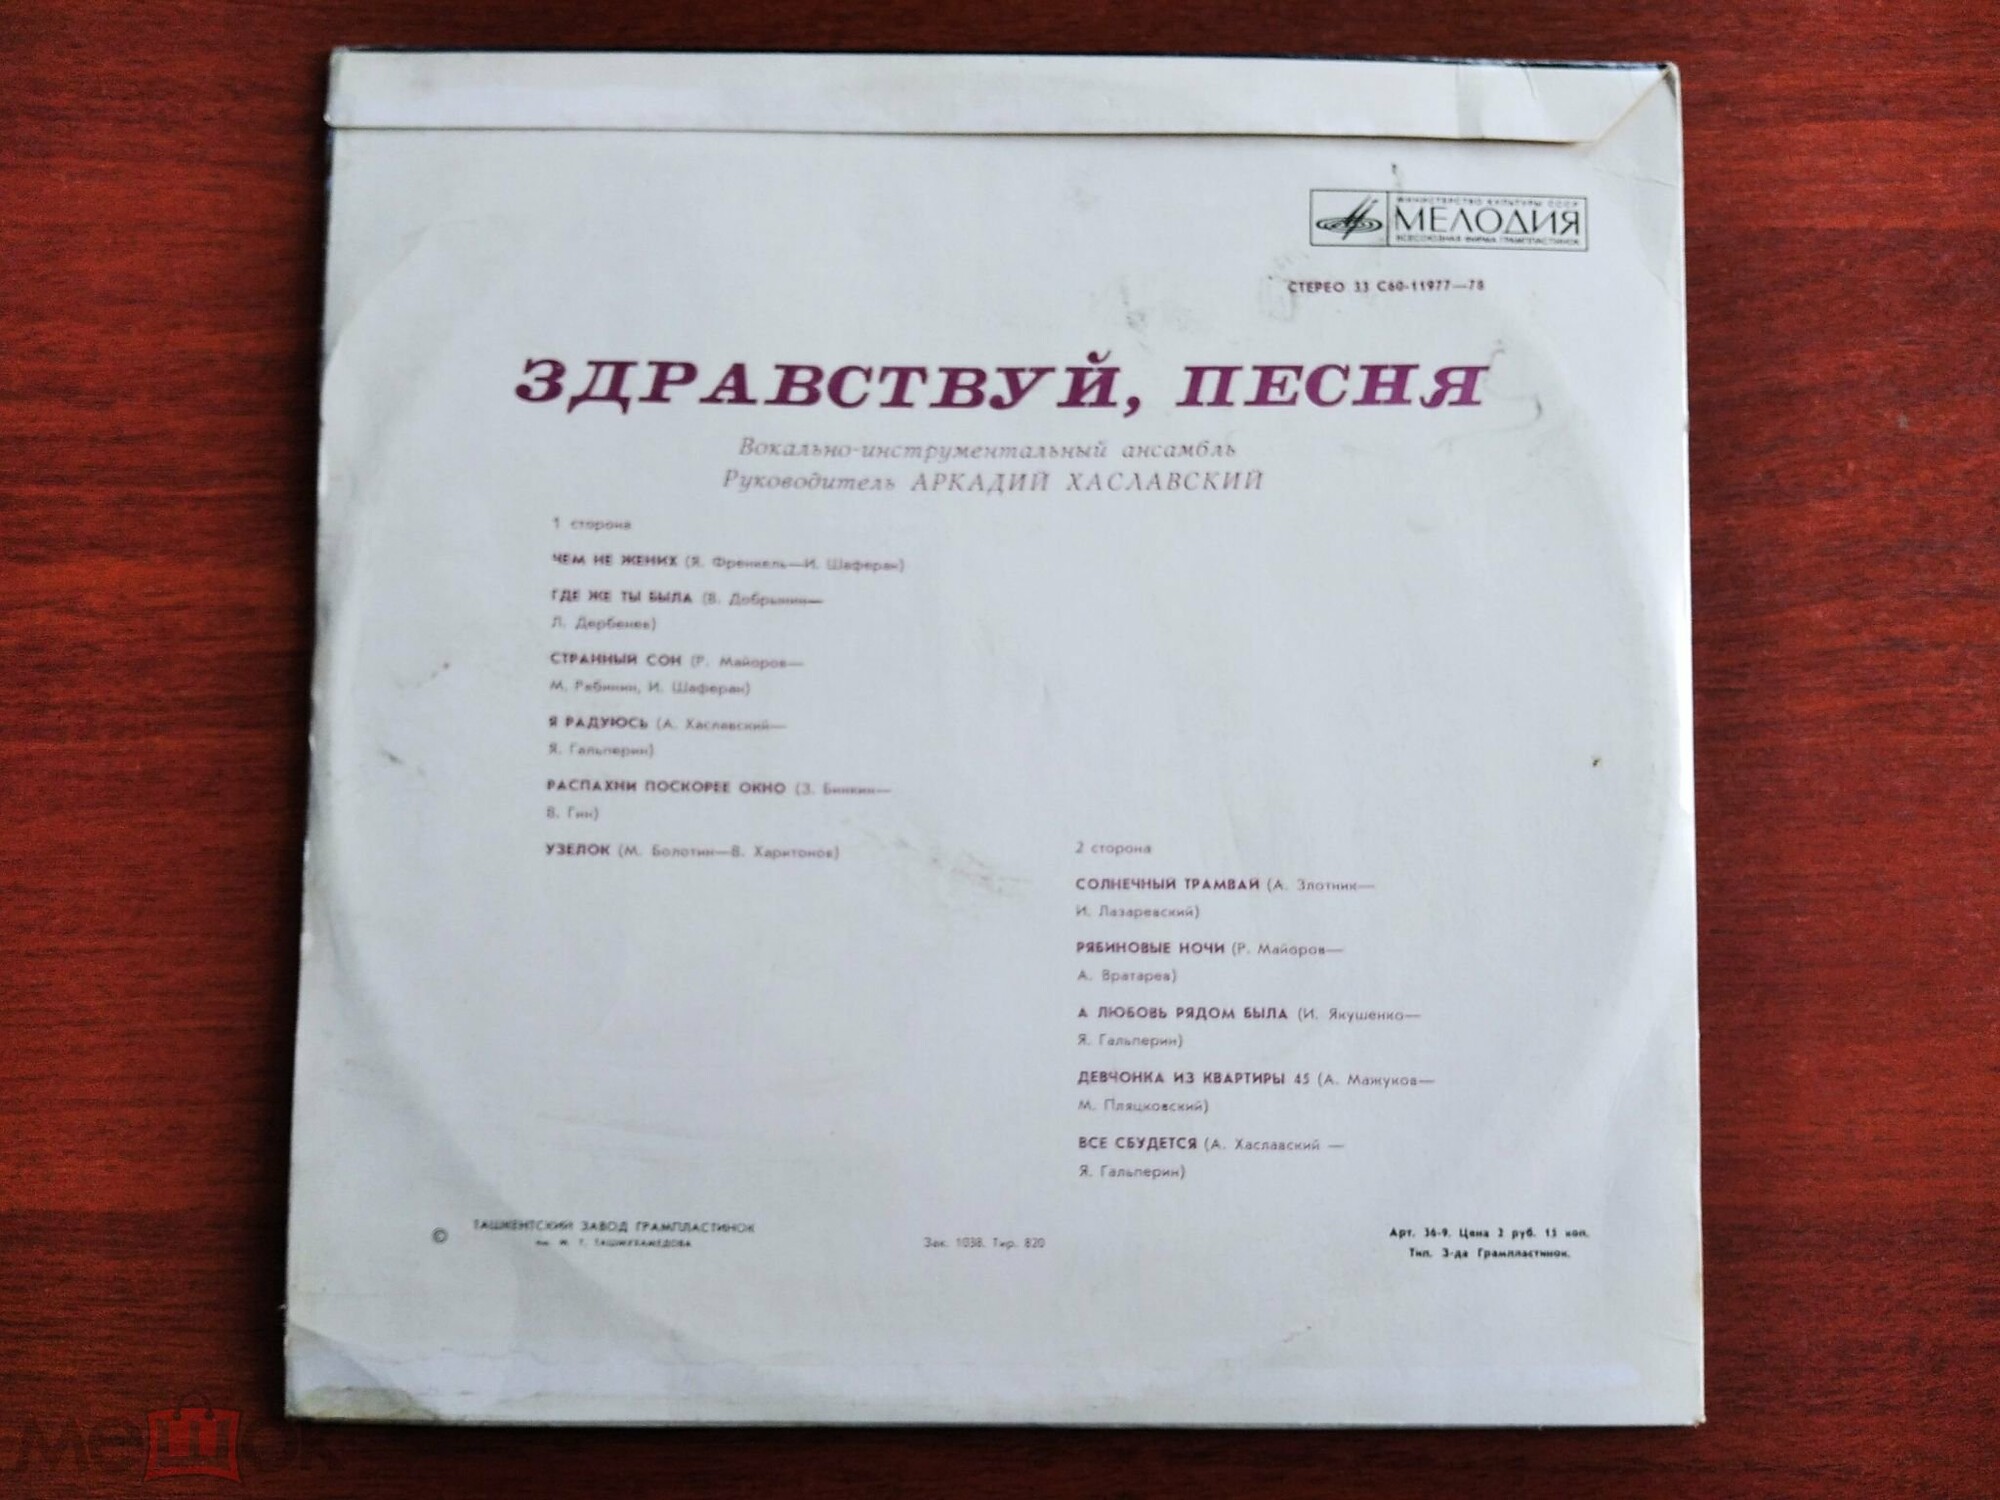 МИНИСТЕРСТВО КУЛЬТУРЫ СССР
МЕЛОДИЯ
ВСЕСОЮЗНАЯ ФИРМА ГРАМПЛАСТИНОК
СТЕРЕО 33 С60-11977—78
ЗДРАВСТВУЙ, ПЕСНЯ
Вокально-инструментальный ансамбль
Руководитель АРКАДИЙ ХАСЛАВСКИЙ
1 сторона
ЧЕМ НЕ ЖЕНИХ (Я. Френкель—И. Шаферан)
ГДЕ ЖЕ ТЫ БЫЛА (В. Добрынин—
Л. Дербенев)
СТРАННЫЙ СОН (Р. Майоров—
М. Рябинин, И. Шаферан)
Я РАДУЮСЬ (А. Хаславский—
Я. Гальперин)
РАСПАХНИ ПОСКОРЕЕ ОКНО (З. Бинкин—
В. Гин)
УЗЕЛОК (М. Болотин—В. Харитонов)
2 сторона
СОЛНЕЧНЫЙ ТРАМВАЙ (А. Злотник—
И. Лазаревский)
РЯБИНОВЫЕ НОЧИ (Р. Майоров—
А. Вратарев)
А ЛЮБОВЬ РЯДОМ БЫЛА (И. Якушенко—
Я. Гальперин)
ДЕВЧОНКА ИЗ КВАРТИРЫ 45 (А. Мажуков—
М. Пляцковский)
ВСЕ СБУДЕТСЯ (А. Хаславский —
Я. Гальперин)
© ТАШКЕНТСКИЙ ЗАВОД ГРАМПЛАСТИНОК
им. М. Т. ТАШМУХАМЕДОВА
Зак. 1038. Тир. 820
Арт. 36-9. Цена 2 руб. 15 коп.
Тип. З-да Грампластинок.
мешок